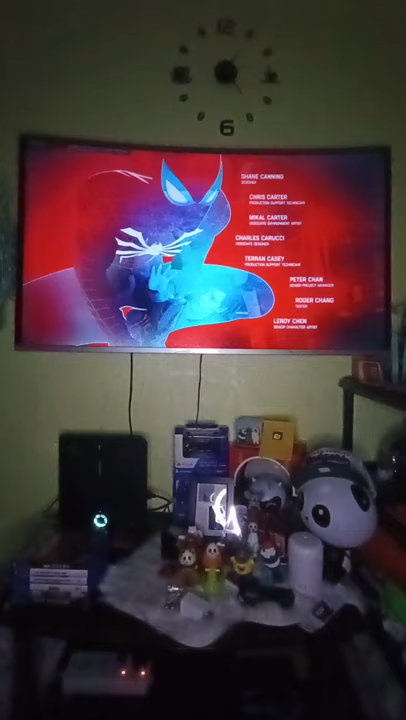 12
6
SHANE CANNING
DESIGNER
CHRIS CARTER
PRODUCTION SUPPORT TECHNICIAN
MIKAL CARTER
ASSOCIATE ENVIRONMENT ARTIST
CHARLES CARUCCI
ASSOCIATE DESIGNER
TERRAN CASEY
PRODUCTION SUPPORT TECHNICIAN
PETER CHAN
SENIOR PROJECT MANAGER
ROGER CHANG
TESTER
LEROY CHEN
SENIOR CHARACTER ARTIST